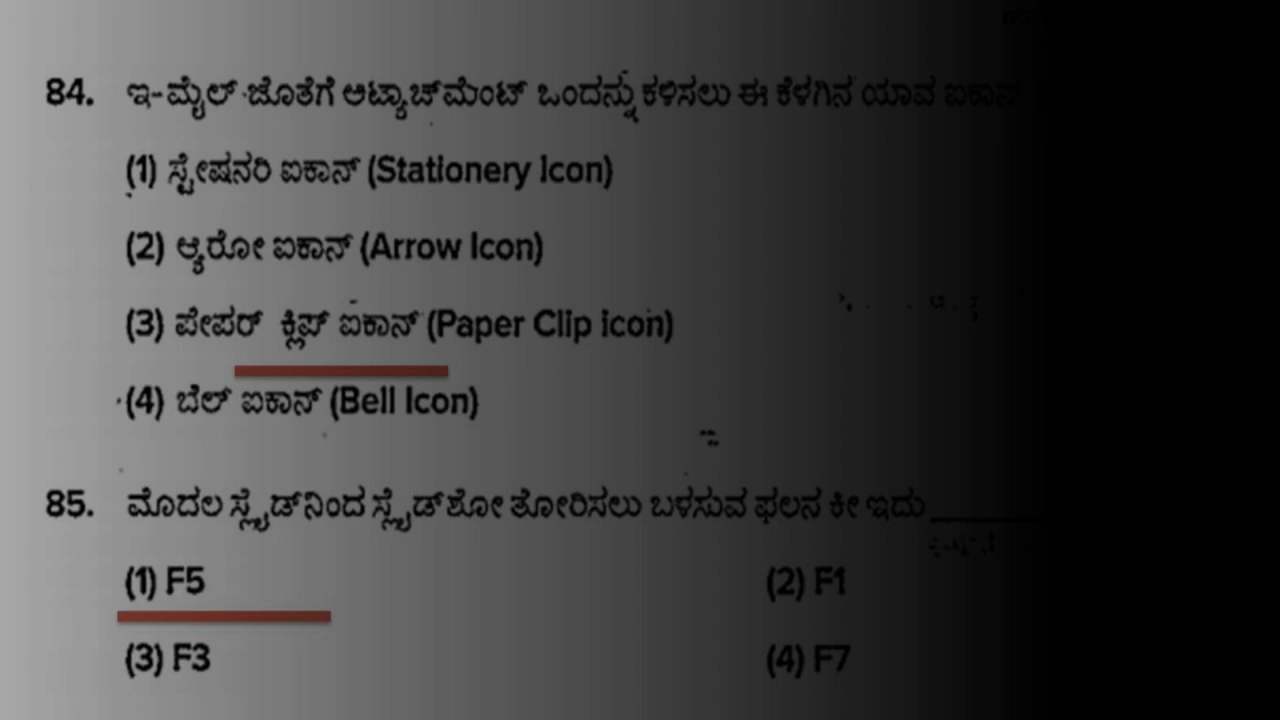 84. ಇ-ಮೈಲ್ ಜೊತೆಗೆ ಅಟ್ಯಾಚ್‌ಮೆಂಟ್ ಒಂದನ್ನು ಕಳಿಸಲು ಈ ಕೆಳಗಿನ ಯಾವ ಐಕಾನ್
(1) ಸ್ಟೇಷನರಿ ಐಕಾನ್ (Stationery Icon)
(2) ಆ್ಯರೋ ಐಕಾನ್ (Arrow Icon)
(3) ಪೇಪರ್ ಕ್ಲಿಪ್ ಐಕಾನ್ (Paper Clip icon)
(4) ಬೆಲ್ ಐಕಾನ್ (Bell Icon)
85. ಮೊದಲ ಸ್ಲೈಡ್‌ನಿಂದ ಸ್ಲೈಡ್‌ಶೋ ತೋರಿಸಲು ಬಳಸುವ ಫಲನ ಕೀ ಇದು ______
(1) F5 (2) F1
(3) F3 (4) F7